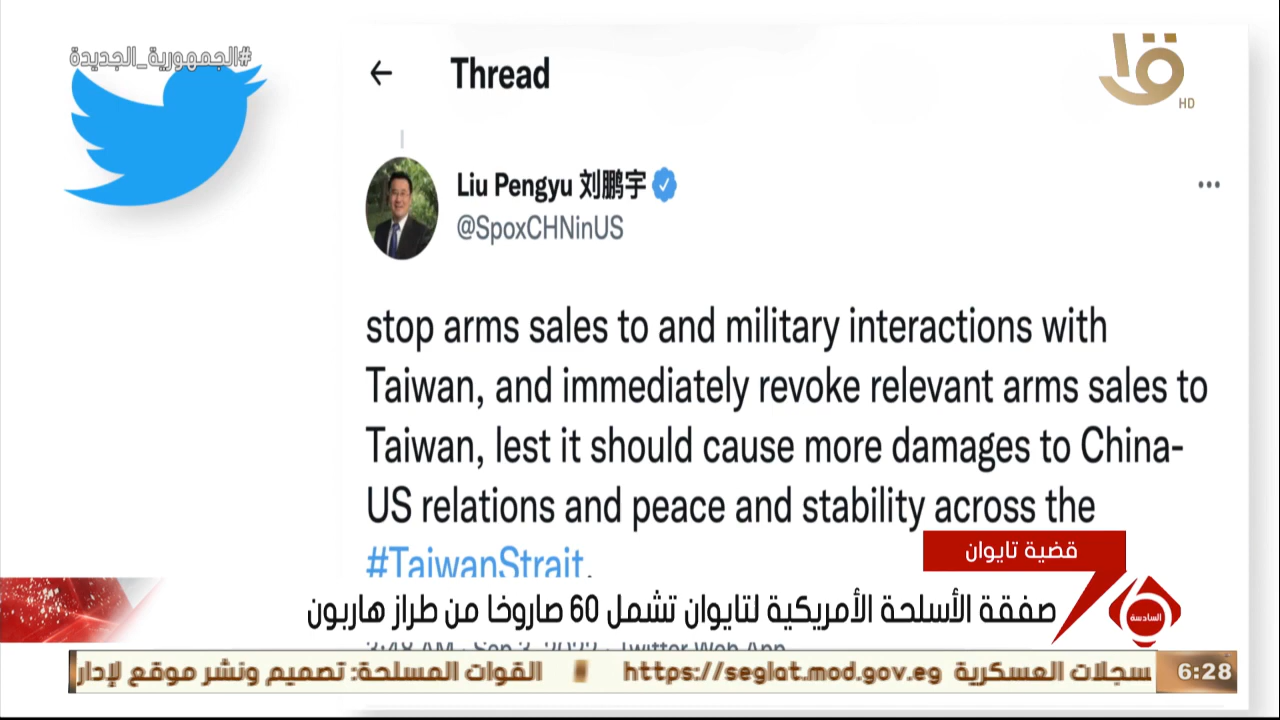 #الجمهورية_الجديدة
HD
Thread
Liu Pengyu 刘鹏宇
@SpoxCHNinUS
stop arms sales to and military interactions with
Taiwan, and immediately revoke relevant arms sales to
Taiwan, lest it should cause more damages to China-
US relations and peace and stability across the
#TaiwanStrait.
قضية تايوان
صفقة الأسلحة الأمريكية لتايوان تشمل 60 صاروخا من طراز هاربون
السادسة
سجلات العسكرية https://seglat.mod.gov.eg
القوات المسلحة: تصميم ونشر موقع لإدار
6:28